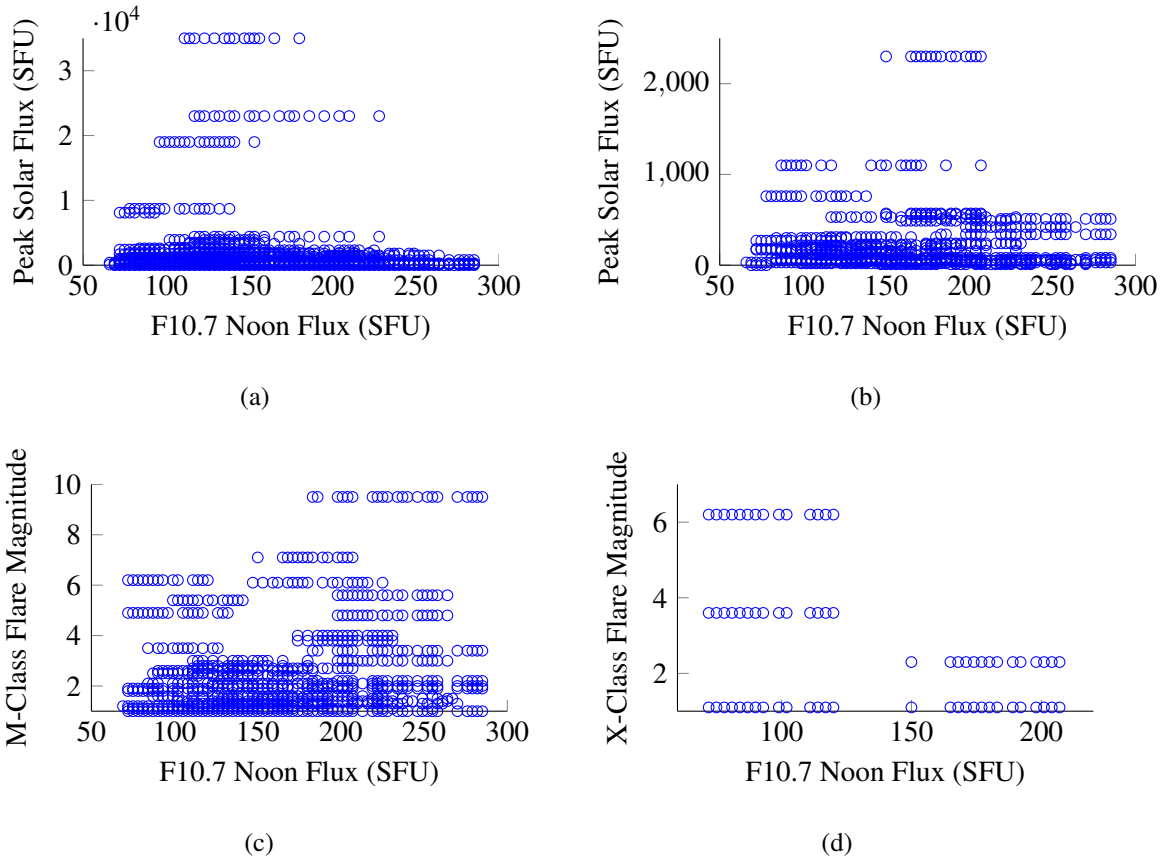 ·10⁴
Peak Solar Flux (SFU)
3
2
1
0
50 100 150 200 250 300
F10.7 Noon Flux (SFU)
(a)
Peak Solar Flux (SFU)
2,000
1,000
0
50 100 150 200 250 300
F10.7 Noon Flux (SFU)
(b)
M-Class Flare Magnitude
10
8
6
4
2
50 100 150 200 250 300
F10.7 Noon Flux (SFU)
(c)
X-Class Flare Magnitude
6
4
2
100 150 200
F10.7 Noon Flux (SFU)
(d)